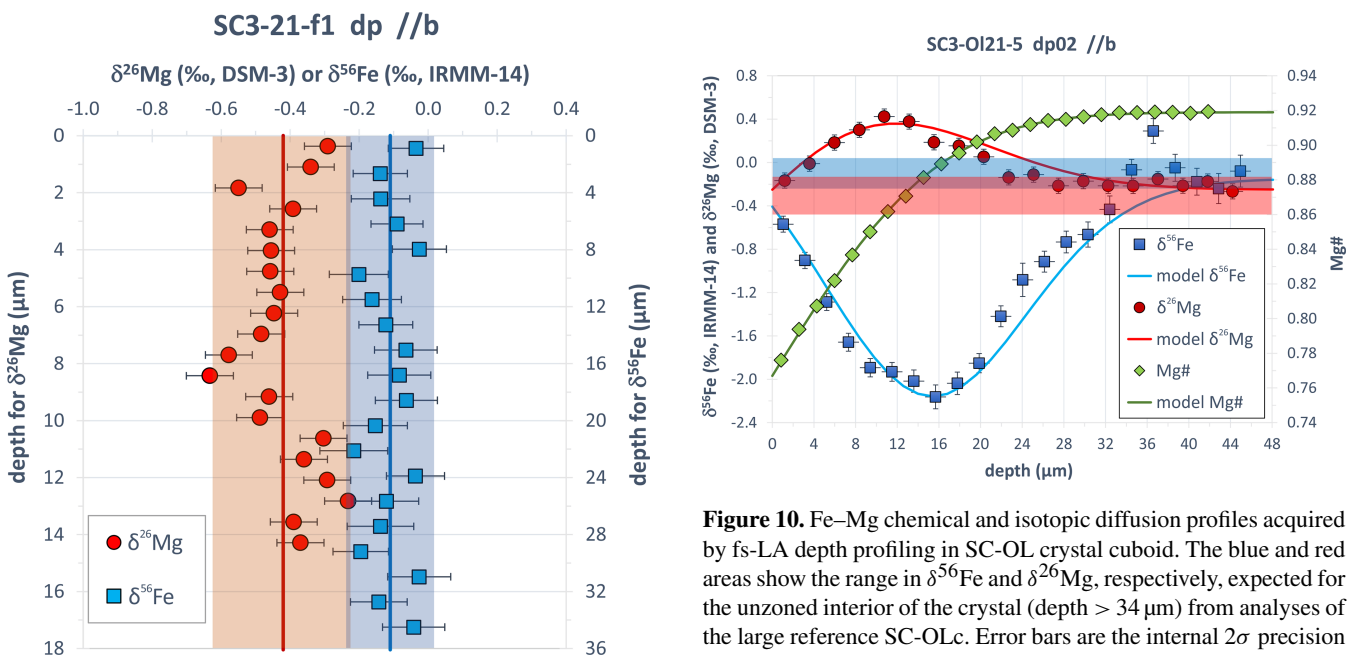 SC3-21-f1 dp //b
δ²⁶Mg (‰, DSM-3) or δ⁵⁶Fe (‰, IRMM-14)
-1.0 -0.8 -0.6 -0.4 -0.2 0.0 0.2 0.4
0 0
2 4
4 8
6 12
8 16
10 20
12 24
14 28
16 32
18 36
depth for δ²⁶Mg (µm)
depth for δ⁵⁶Fe (µm)
δ²⁶Mg
δ⁵⁶Fe
SC3-Ol21-5 dp02 //b
δ⁵⁶Fe (‰, IRMM-14) and δ²⁶Mg (‰, DSM-3)
0.8 0.94
0.4 0.92
0.0 0.90
-0.4 0.88
-0.8 0.86
-1.2 0.84
-1.6 0.82
-2.0 0.80
-2.4 0.78
0.76
0.74
Mg#
0 4 8 12 16 20 24 28 32 36 40 44 48
depth (µm)
δ⁵⁶Fe
model δ⁵⁶Fe
δ²⁶Mg
model δ²⁶Mg
Mg#
model Mg#
Figure 10. Fe–Mg chemical and isotopic diffusion profiles acquired
by fs-LA depth profiling in SC-OL crystal cuboid. The blue and red
areas show the range in δ⁵⁶Fe and δ²⁶Mg, respectively, expected for
the unzoned interior of the crystal (depth > 34 µm) from analyses of
the large reference SC-OLc. Error bars are the internal 2σ precision